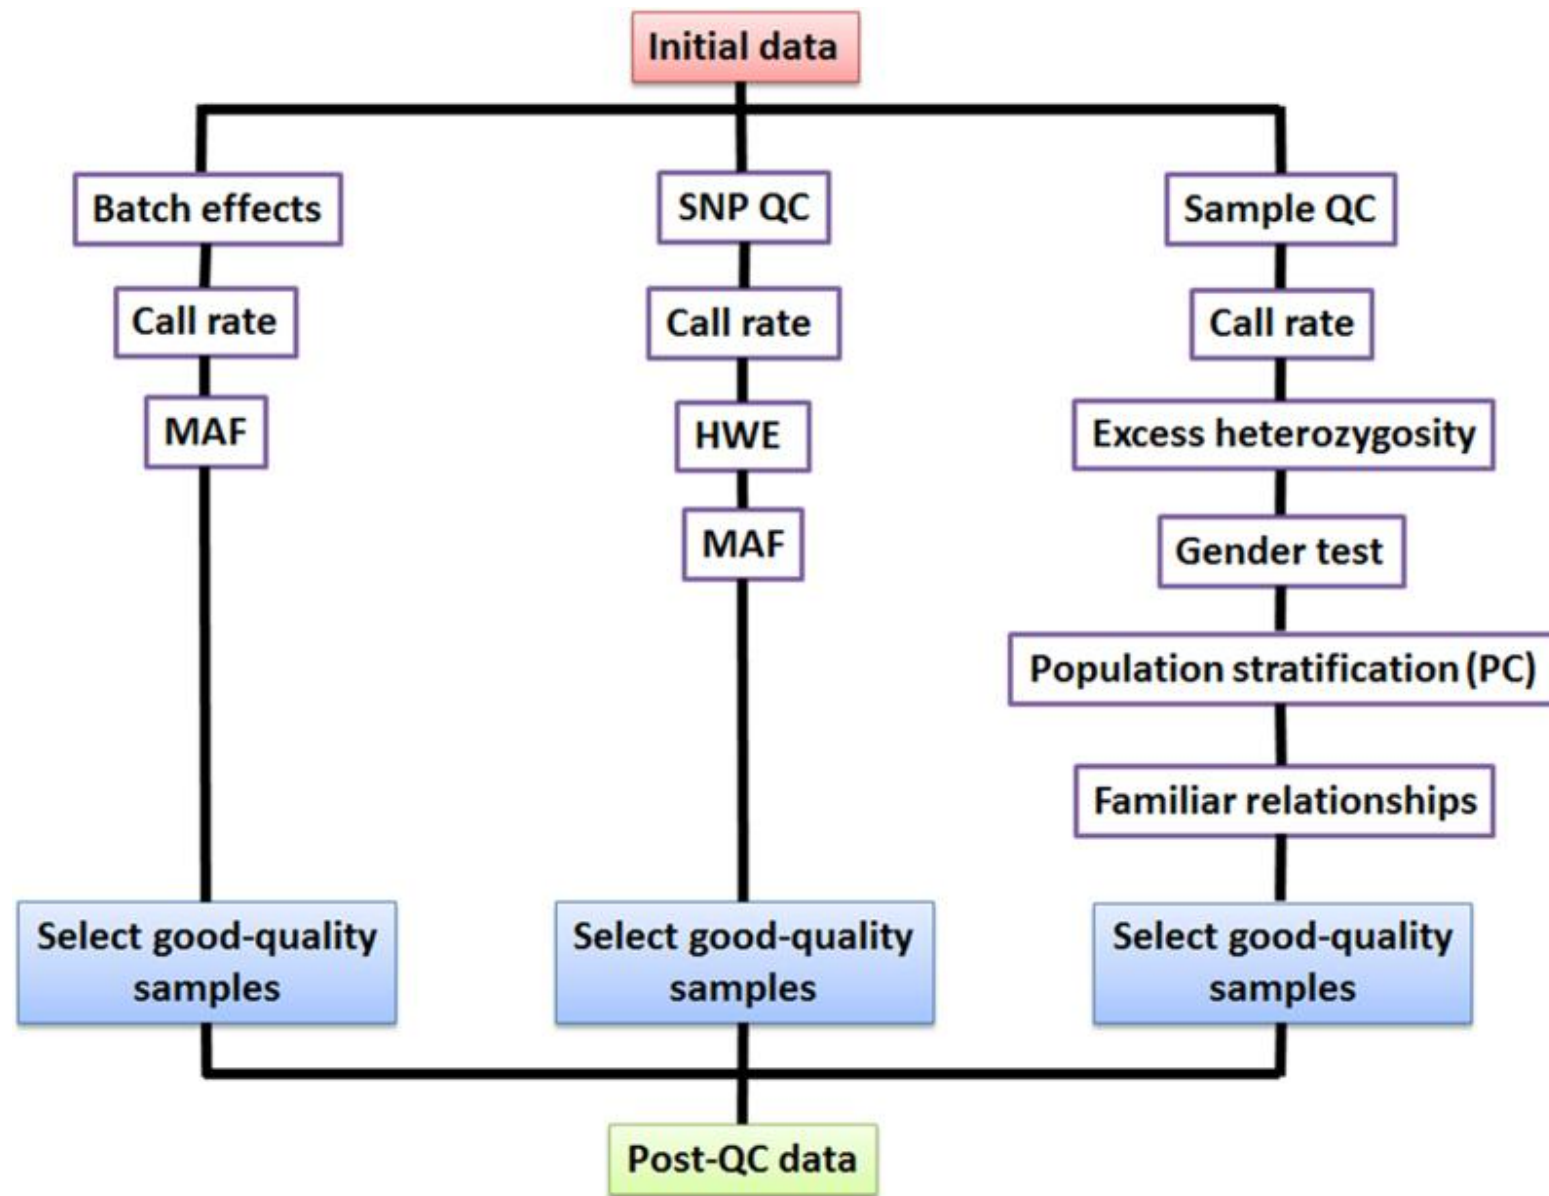 Initial data
Batch effects
Call rate
MAF
Select good-quality
samples
SNP QC
Call rate
HWE
MAF
Select good-quality
samples
Sample QC
Call rate
Excess heterozygosity
Gender test
Population stratification (PC)
Familiar relationships
Select good-quality
samples
Post-QC data